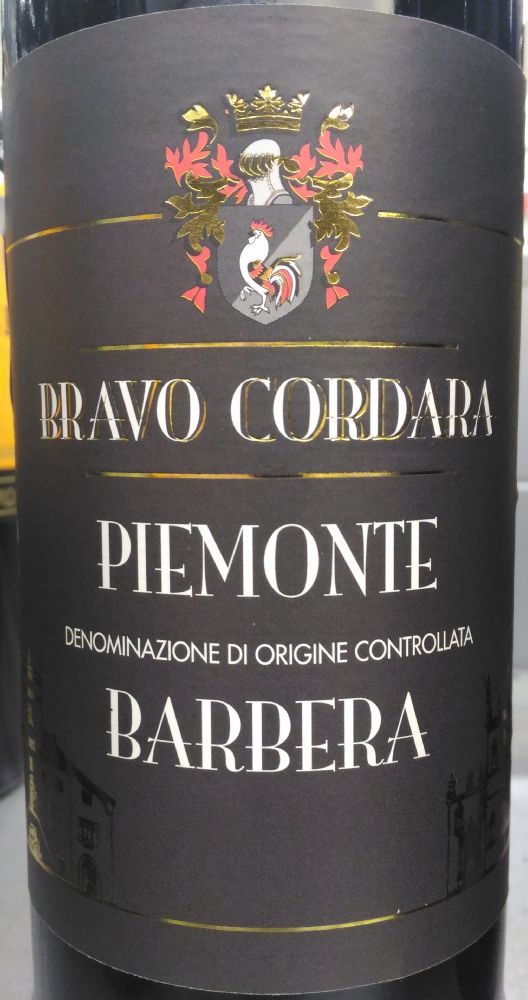 BRAVO CORDARA
PIEMONTE
DENOMINAZIONE DI ORIGINE CONTROLLATA
BARBERA